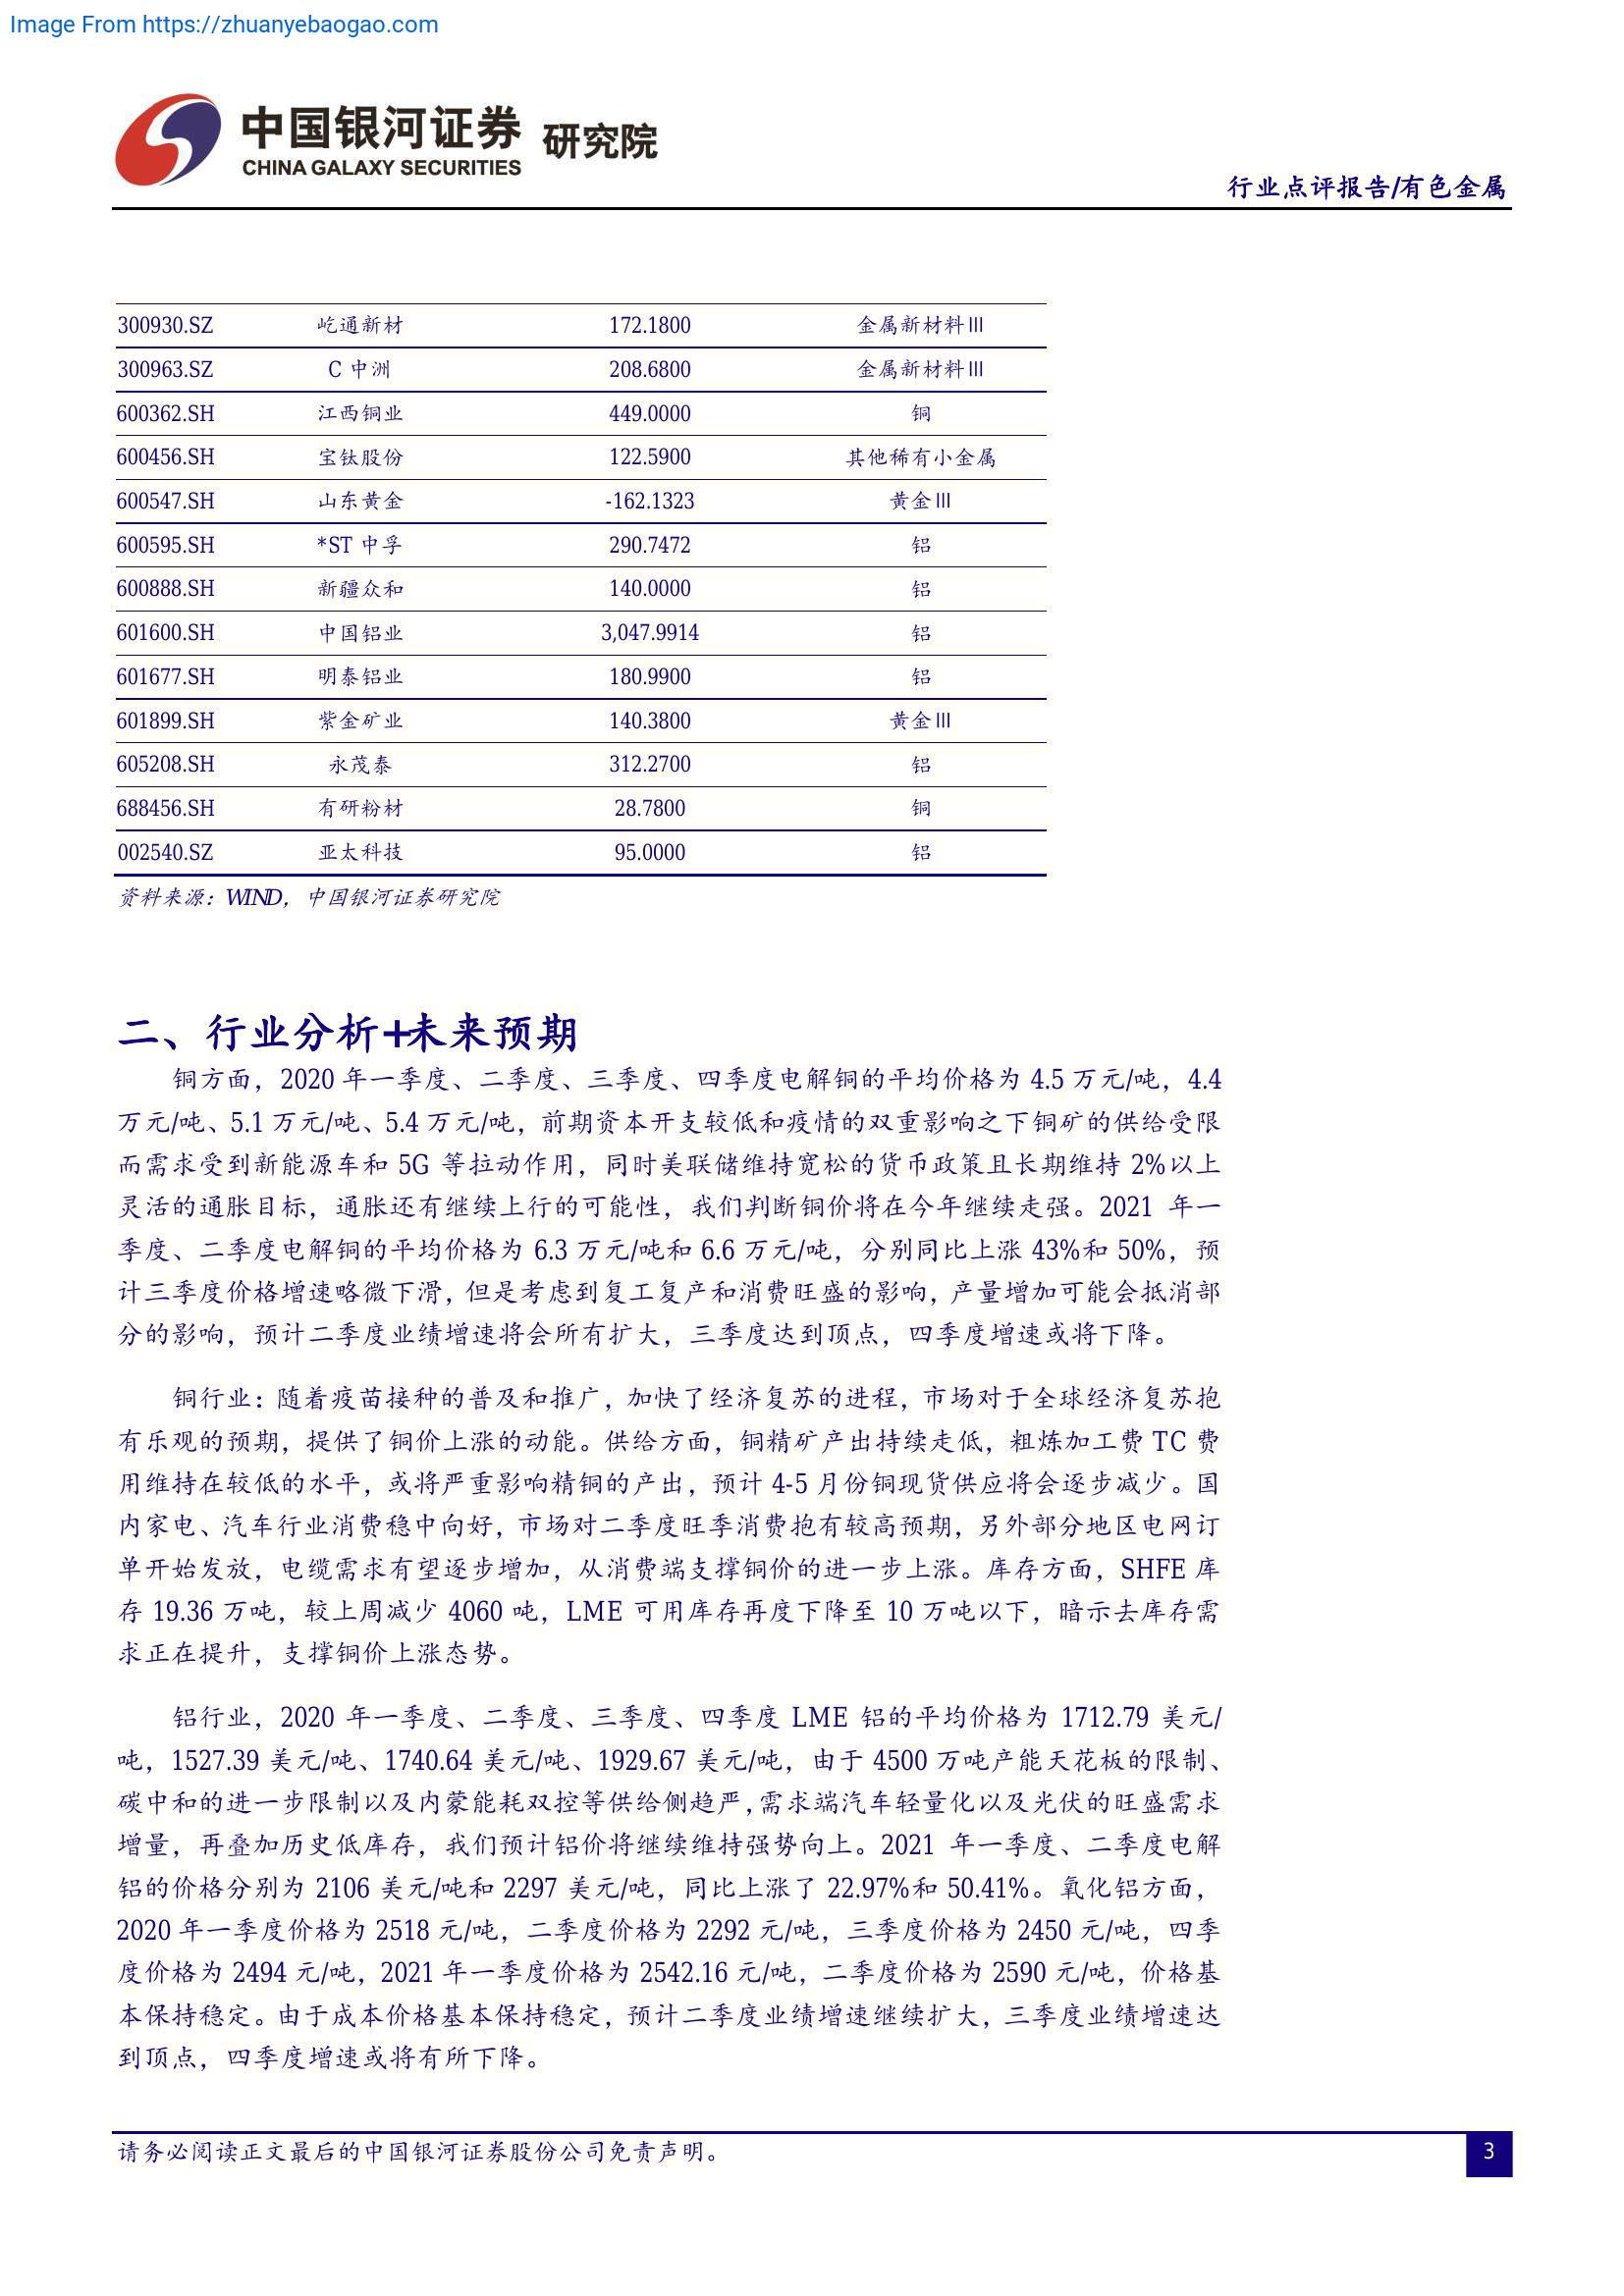 Image From https://zhuanyebaogao.com
中国银河证券 研究院
CHINA GALAXY SECURITIES
行业点评报告/有色金属
300930.SZ 屹通新材 172.1800 金属新材料Ⅲ
300963.SZ C 中洲 208.6800 金属新材料Ⅲ
600362.SH 江西铜业 449.0000 铜
600456.SH 宝钛股份 122.5900 其他稀有小金属
600547.SH 山东黄金 -162.1323 黄金Ⅲ
600595.SH *ST 中孚 290.7472 铝
600888.SH 新疆众和 140.0000 铝
601600.SH 中国铝业 3,047.9914 铝
601677.SH 明泰铝业 180.9900 铝
601899.SH 紫金矿业 140.3800 黄金Ⅲ
605208.SH 永茂泰 312.2700 铝
688456.SH 有研粉材 28.7800 铜
002540.SZ 亚太科技 95.0000 铝
资料来源：WIND，中国银河证券研究院
二、行业分析+未来预期
铜方面，2020 年一季度、二季度、三季度、四季度电解铜的平均价格为 4.5 万元/吨，4.4
万元/吨、5.1 万元/吨、5.4 万元/吨，前期资本开支较低和疫情的双重影响之下铜矿的供给受限
而需求受到新能源车和 5G 等拉动作用，同时美联储维持宽松的货币政策且长期维持 2%以上
灵活的通胀目标，通胀还有继续上行的可能性，我们判断铜价将在今年继续走强。2021 年一
季度、二季度电解铜的平均价格为 6.3 万元/吨和 6.6 万元/吨，分别同比上涨 43%和 50%，预
计三季度价格增速略微下滑，但是考虑到复工复产和消费旺盛的影响，产量增加可能会抵消部
分的影响，预计二季度业绩增速将会所有扩大，三季度达到顶点，四季度增速或将下降。
铜行业：随着疫苗接种的普及和推广，加快了经济复苏的进程，市场对于全球经济复苏抱
有乐观的预期，提供了铜价上涨的动能。供给方面，铜精矿产出持续走低，粗炼加工费 TC 费
用维持在较低的水平，或将严重影响精铜的产出，预计 4-5 月份铜现货供应将会逐步减少。国
内家电、汽车行业消费稳中向好，市场对二季度旺季消费抱有较高预期，另外部分地区电网订
单开始发放，电缆需求有望逐步增加，从消费端支撑铜价的进一步上涨。库存方面，SHFE 库
存 19.36 万吨，较上周减少 4060 吨，LME 可用库存再度下降至 10 万吨以下，暗示去库存需
求正在提升，支撑铜价上涨态势。
铝行业，2020 年一季度、二季度、三季度、四季度 LME 铝的平均价格为 1712.79 美元/
吨，1527.39 美元/吨、1740.64 美元/吨、1929.67 美元/吨，由于 4500 万吨产能天花板的限制、
碳中和的进一步限制以及内蒙能耗双控等供给侧趋严，需求端汽车轻量化以及光伏的旺盛需求
增量，再叠加历史低库存，我们预计铝价将继续维持强势向上。2021 年一季度、二季度电解
铝的价格分别为 2106 美元/吨和 2297 美元/吨，同比上涨了 22.97%和 50.41%。氧化铝方面，
2020 年一季度价格为 2518 元/吨，二季度价格为 2292 元/吨，三季度价格为 2450 元/吨，四季
度价格为 2494 元/吨，2021 年一季度价格为 2542.16 元/吨，二季度价格为 2590 元/吨，价格基
本保持稳定。由于成本价格基本保持稳定，预计二季度业绩增速继续扩大，三季度业绩增速达
到顶点，四季度增速或将有所下降。
请务必阅读正文最后的中国银河证券股份公司免责声明。
3